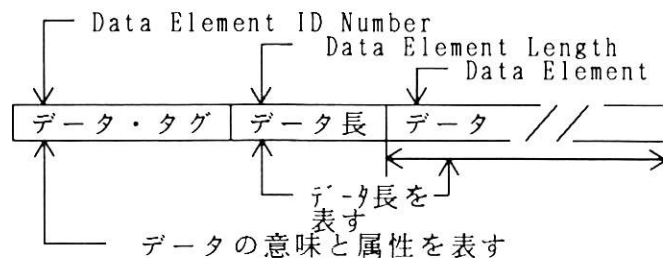 Data Element ID Number
Data Element Length
Data Element
データ・タグ データ長 データ
データ長を
表す
データの意味と属性を表す